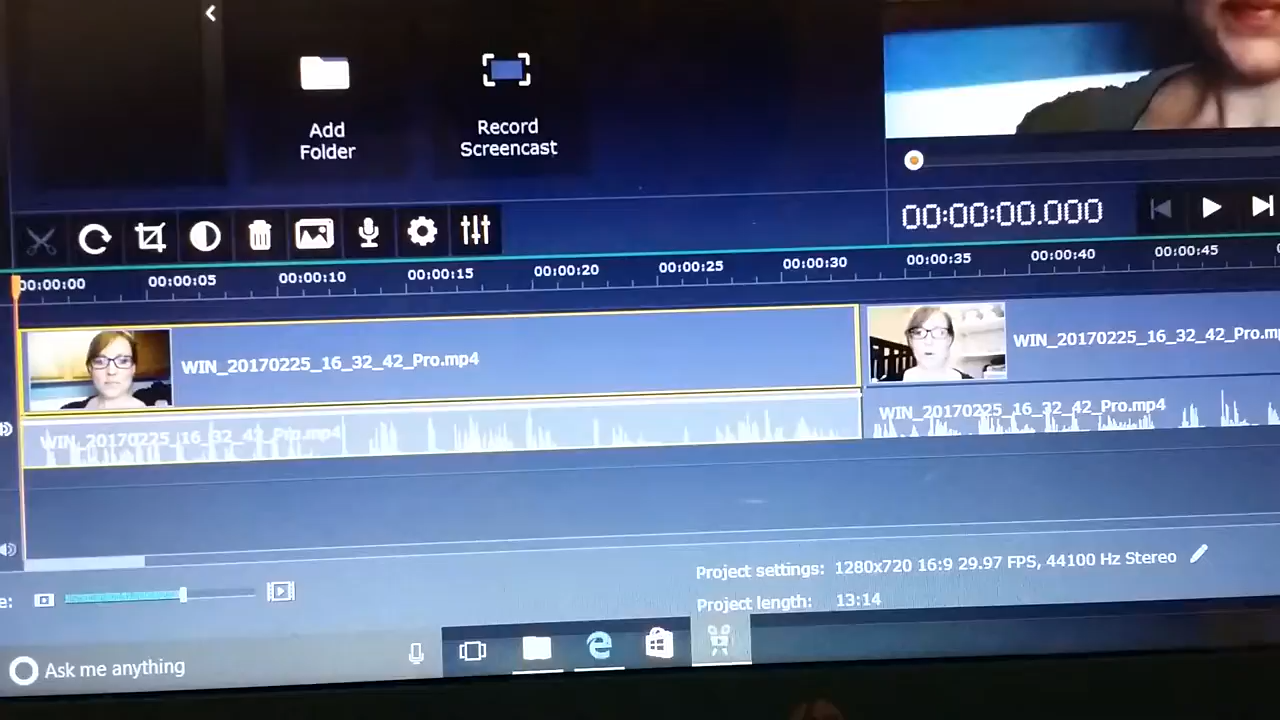 Add
Folder
Record
Screencast
00:00:00.000
00:00:00 00:00:05 00:00:10 00:00:15 00:00:20 00:00:25 00:00:30 00:00:35 00:00:40 00:00:45
WIN_20170225_16_32_42_Pro.mp4
WIN_20170225_16_32_42_Pro.m
WIN_20170225_16_32_42_Pro.mp4
WIN_20170225_16_32_42_Pro.mp4
Project settings: 1280x720 16:9 29.97 FPS, 44100 Hz Stereo
e:
Project length: 13:14
Ask me anything